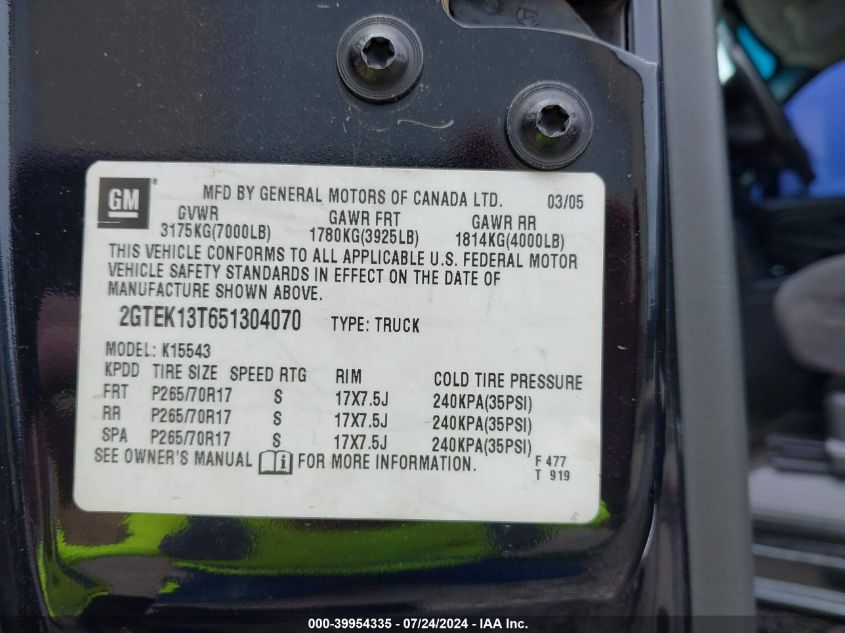 GM
MFD BY GENERAL MOTORS OF CANADA LTD. 03/05
GVWR GAWR FRT GAWR RR
3175KG(7000LB) 1780KG(3925LB) 1814KG(4000LB)
THIS VEHICLE CONFORMS TO ALL APPLICABLE U.S. FEDERAL MOTOR
VEHICLE SAFETY STANDARDS IN EFFECT ON THE DATE OF
MANUFACTURE SHOWN ABOVE.
2GTEK13T651304070 TYPE: TRUCK
MODEL: K15543
KPDD TIRE SIZE SPEED RTG RIM COLD TIRE PRESSURE
FRT P265/70R17 S 17X7.5J 240KPA(35PSI)
RR P265/70R17 S 17X7.5J 240KPA(35PSI)
SPA P265/70R17 S 17X7.5J 240KPA(35PSI)
SEE OWNER'S MANUAL FOR MORE INFORMATION. F 477
T 919
000-39954335 - 07/24/2024 - IAA Inc.